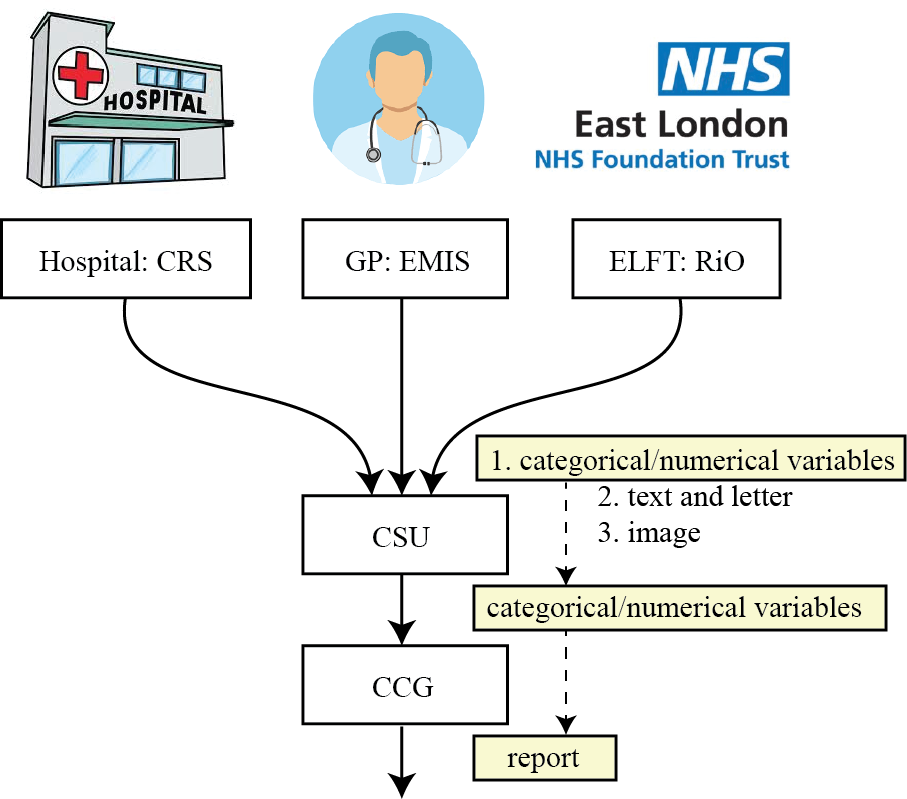 HOSPITAL
NHS
East London
NHS Foundation Trust
Hospital: CRS
GP: EMIS
ELFT: RiO
1. categorical/numerical variables
2. text and letter
3. image
CSU
categorical/numerical variables
CCG
report